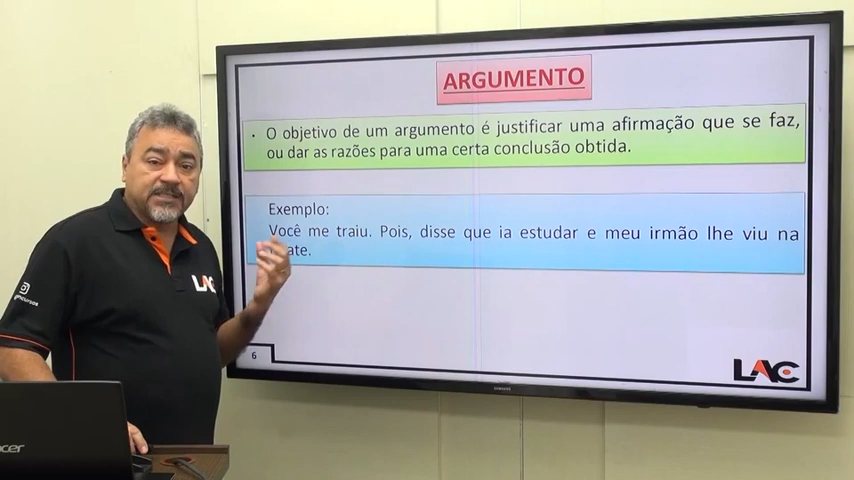 ARGUMENTO
• O objetivo de um argumento é justificar uma afirmação que se faz,
ou dar as razões para uma certa conclusão obtida.
Exemplo:
Você me traiu. Pois, disse que ia estudar e meu irmão lhe viu na
ate.
6
LAC
LAC
acer